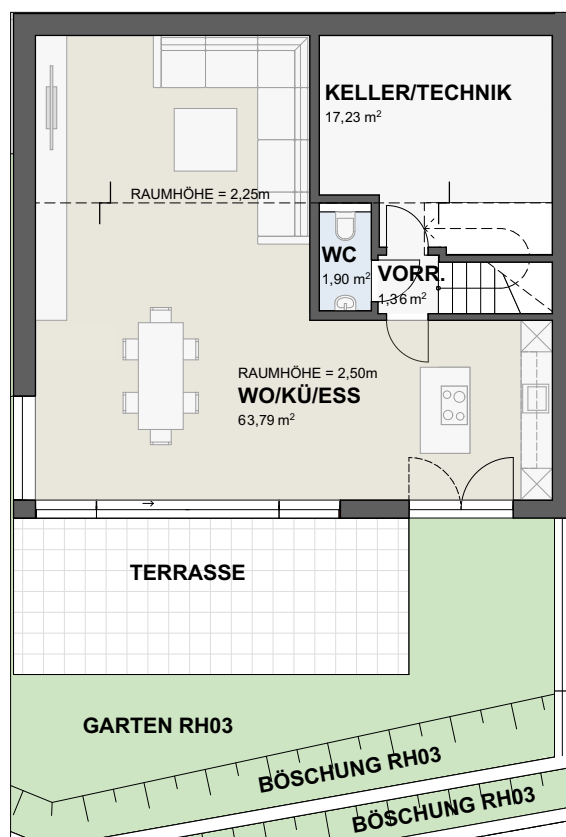 KELLER/TECHNIK
17,23 m²
RAUMHÖHE = 2,25m
WC
1,90 m²
VORR.
1,36 m²
RAUMHÖHE = 2,50m
WO/KÜ/ESS
63,79 m²
TERRASSE
GARTEN RH03
BÖSCHUNG RH03
BÖSCHUNG RH03